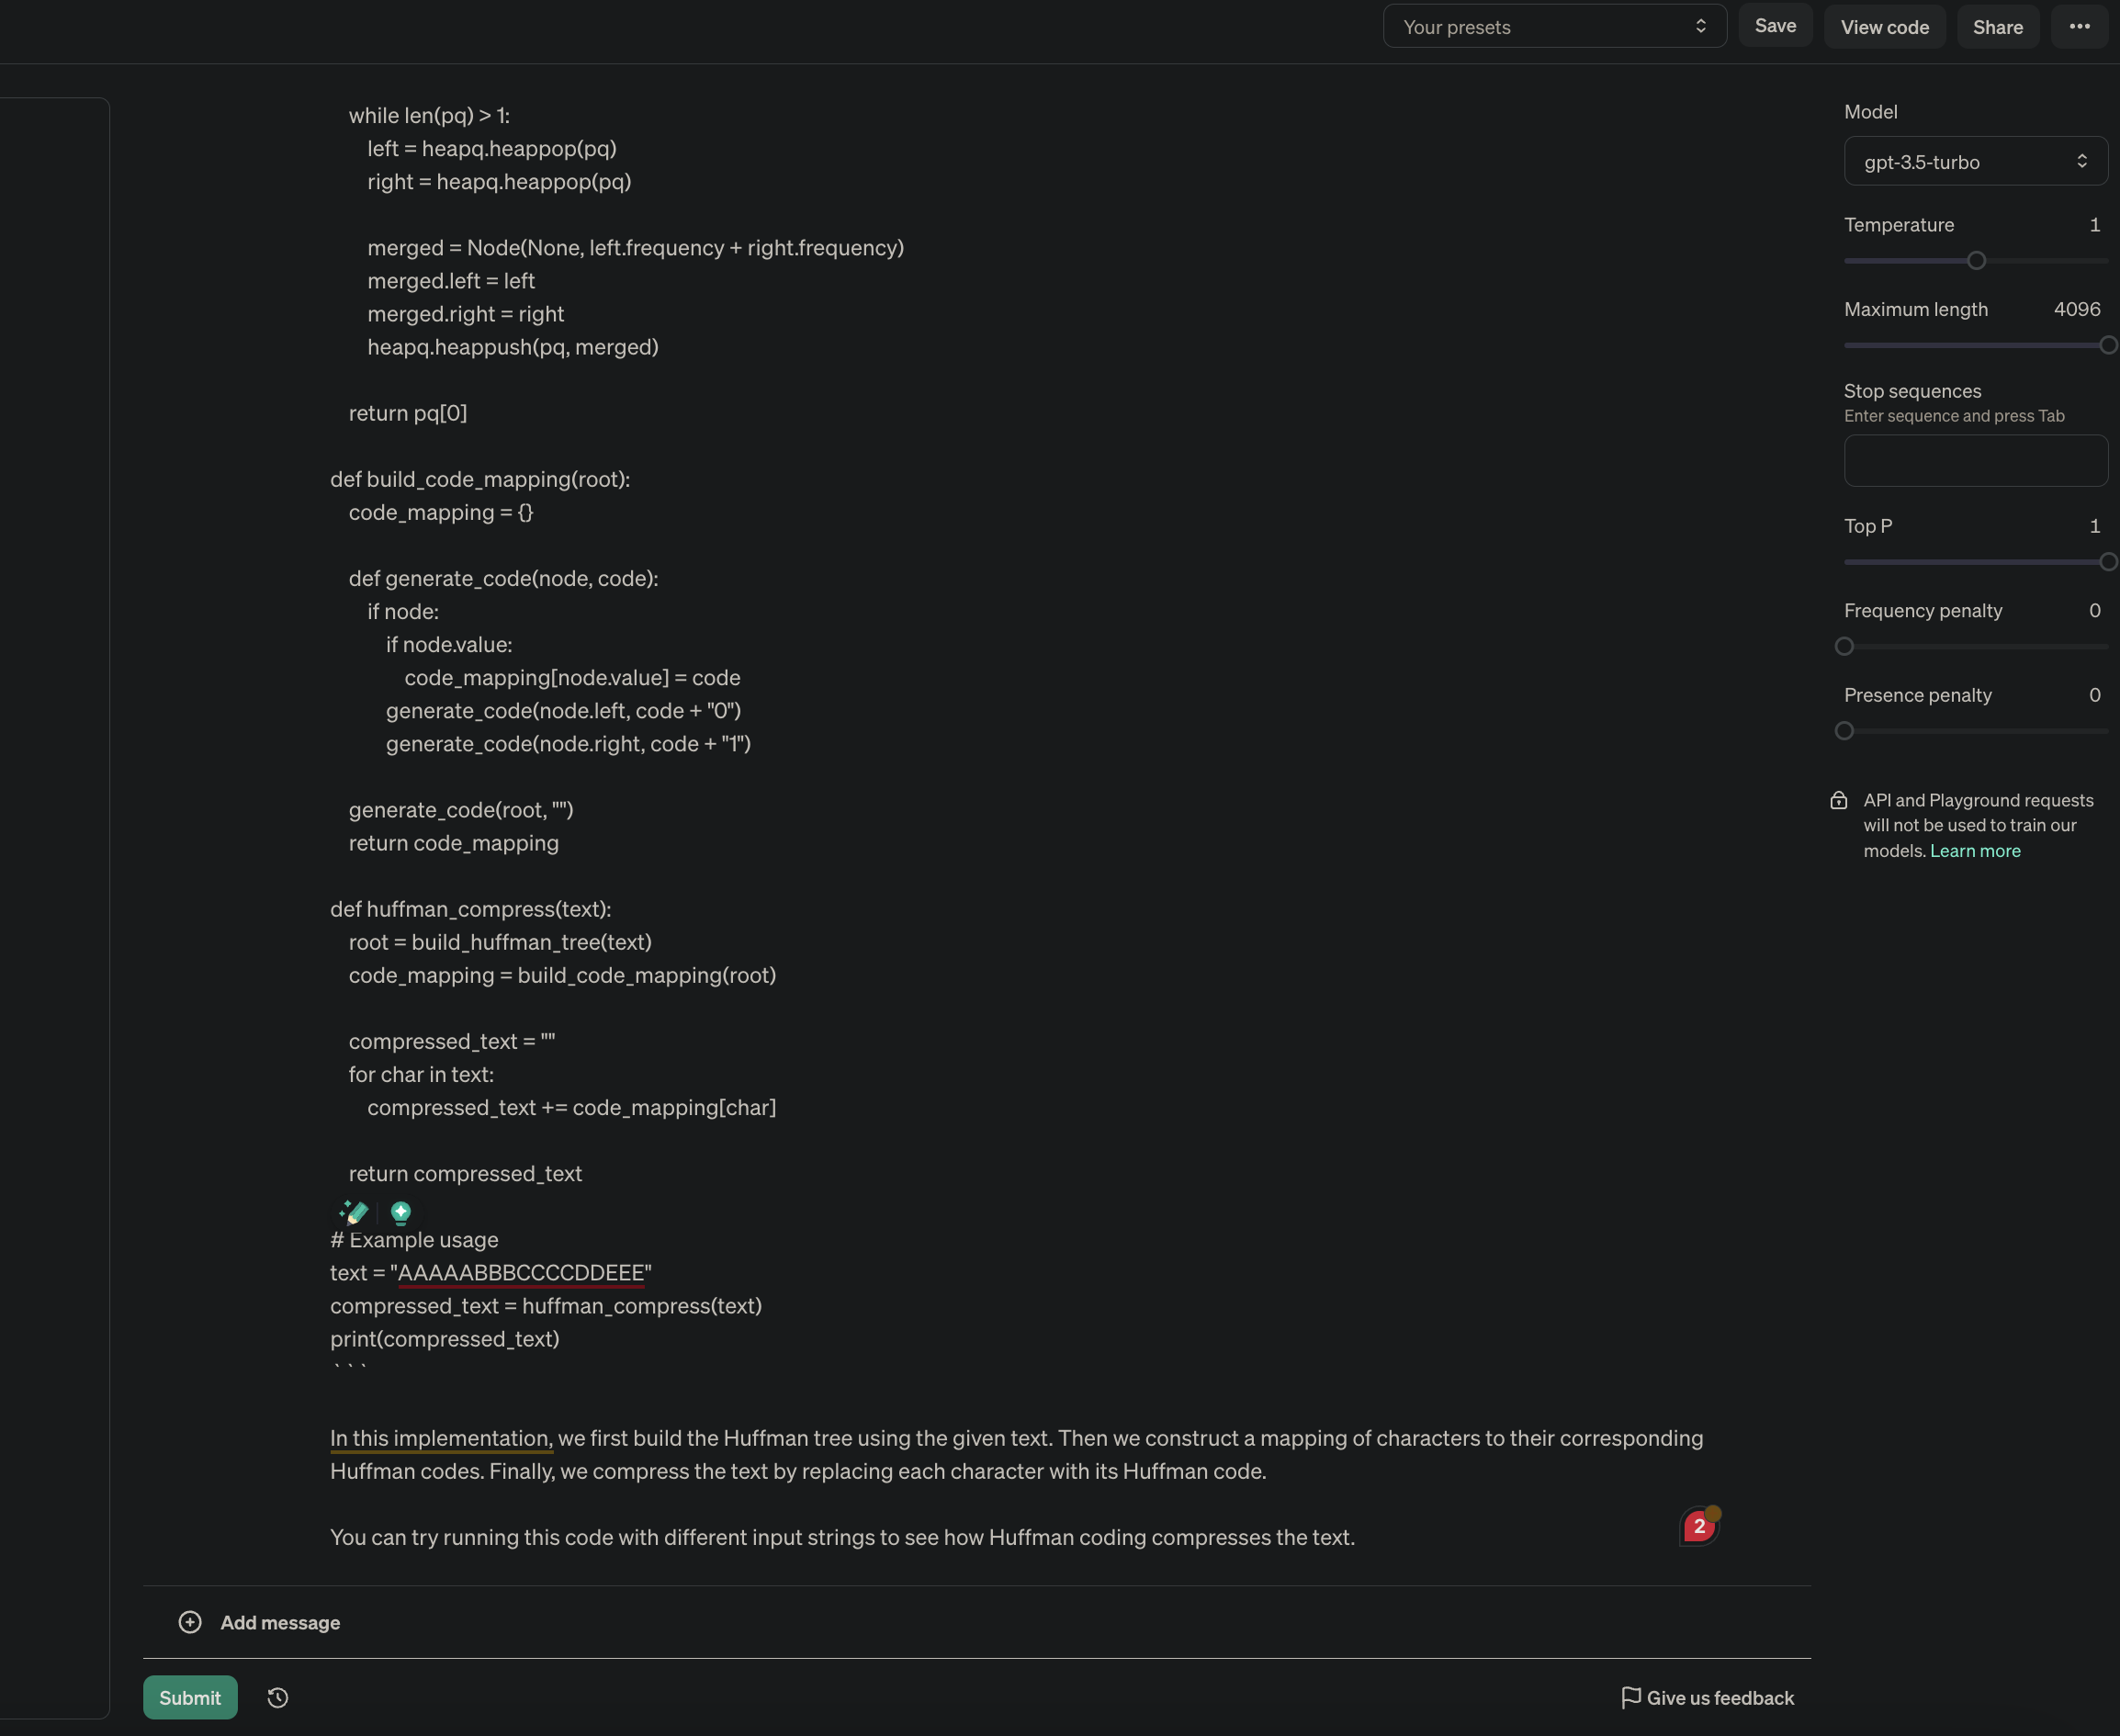 Your presets
Save
View code
Share
while len(pq) > 1:
left = heapq.heappop(pq)
right = heapq.heappop(pq)
merged = Node(None, left.frequency + right.frequency)
merged.left = left
merged.right = right
heapq.heappush(pq, merged)
return pq[0]
def build_code_mapping(root):
code_mapping = {}
def generate_code(node, code):
if node:
if node.value:
code_mapping[node.value] = code
generate_code(node.left, code + "0")
generate_code(node.right, code + "1")
generate_code(root, "")
return code_mapping
def huffman_compress(text):
root = build_huffman_tree(text)
code_mapping = build_code_mapping(root)
compressed_text = ""
for char in text:
compressed_text += code_mapping[char]
return compressed_text
# Example usage
text = "AAAAABBBCCCCDDEEE"
compressed_text = huffman_compress(text)
print(compressed_text)
```
In this implementation, we first build the Huffman tree using the given text. Then we construct a mapping of characters to their corresponding
Huffman codes. Finally, we compress the text by replacing each character with its Huffman code.
You can try running this code with different input strings to see how Huffman coding compresses the text.
2
Add message
Submit
Give us feedback
Model
gpt-3.5-turbo
Temperature 1
Maximum length 4096
Stop sequences
Enter sequence and press Tab
Top P 1
Frequency penalty 0
Presence penalty 0
API and Playground requests
will not be used to train our
models. Learn more